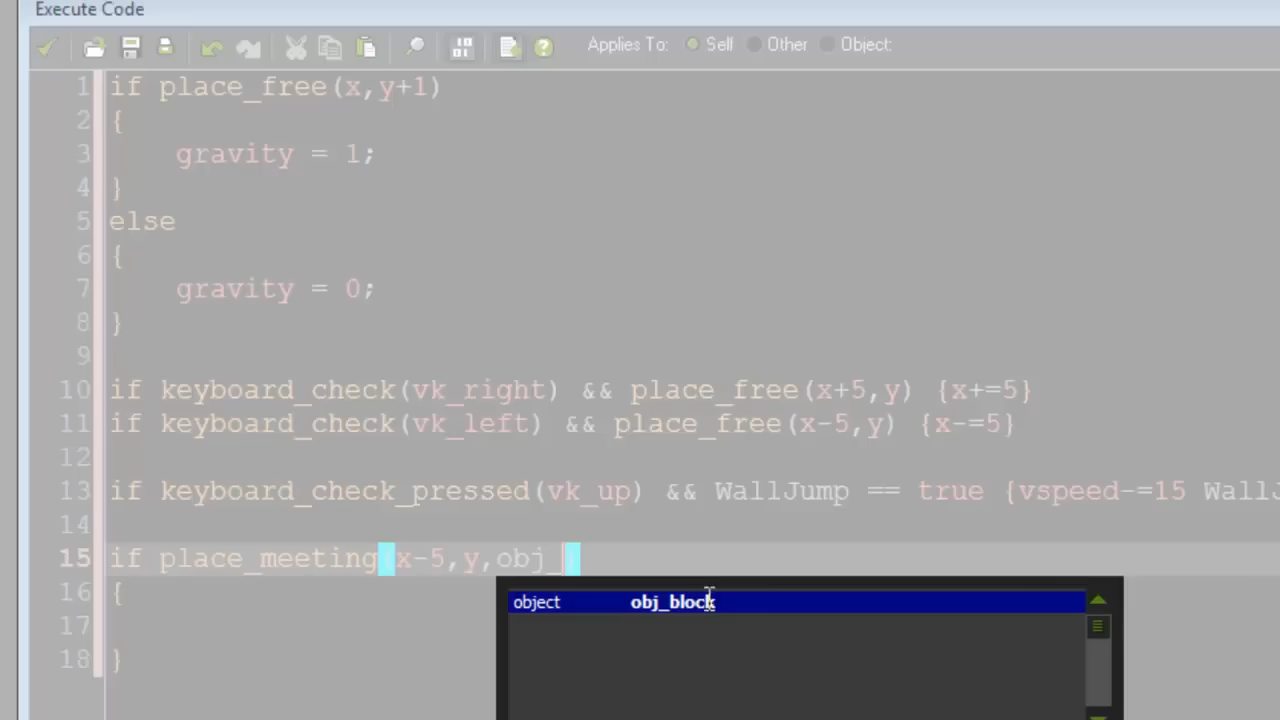 Execute Code
Applies To: Self Other Object:
1 if place_free(x,y+1)
2 {
3 gravity = 1;
4 }
5 else
6 {
7 gravity = 0;
8 }
9
10 if keyboard_check(vk_right) && place_free(x+5,y) {x+=5}
11 if keyboard_check(vk_left) && place_free(x-5,y) {x-=5}
12
13 if keyboard_check_pressed(vk_up) && WallJump == true {vspeed-=15 WallJ
14
15 if place_meeting(x-5,y,obj_)
16 {
object obj_block
17
18 }